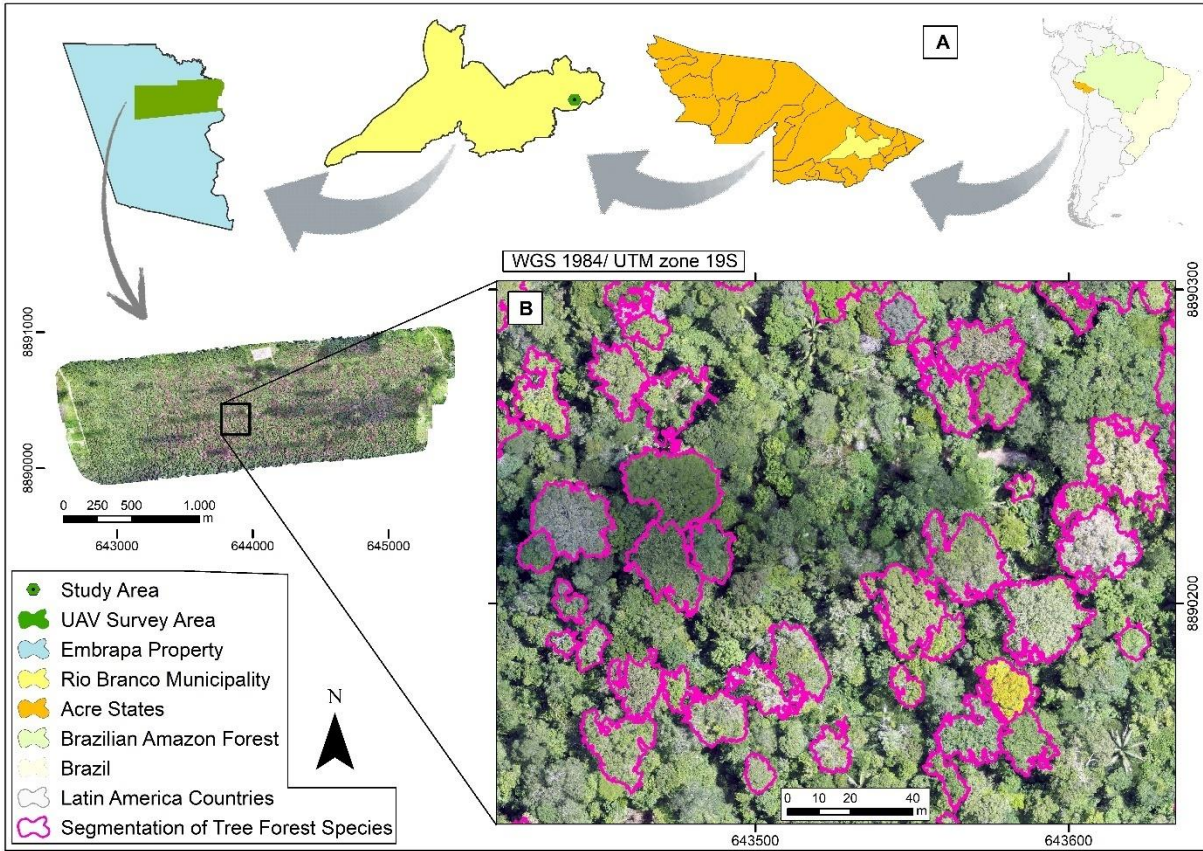 A
WGS 1984/ UTM zone 19S
B
8891000
8890000
0 250 500 1.000
m
643000 644000 645000
8890300
8890200
0 10 20 40
m
643500 643600
Study Area
UAV Survey Area
Embrapa Property
Rio Branco Municipality
Acre States
Brazilian Amazon Forest
Brazil
Latin America Countries
Segmentation of Tree Forest Species
N